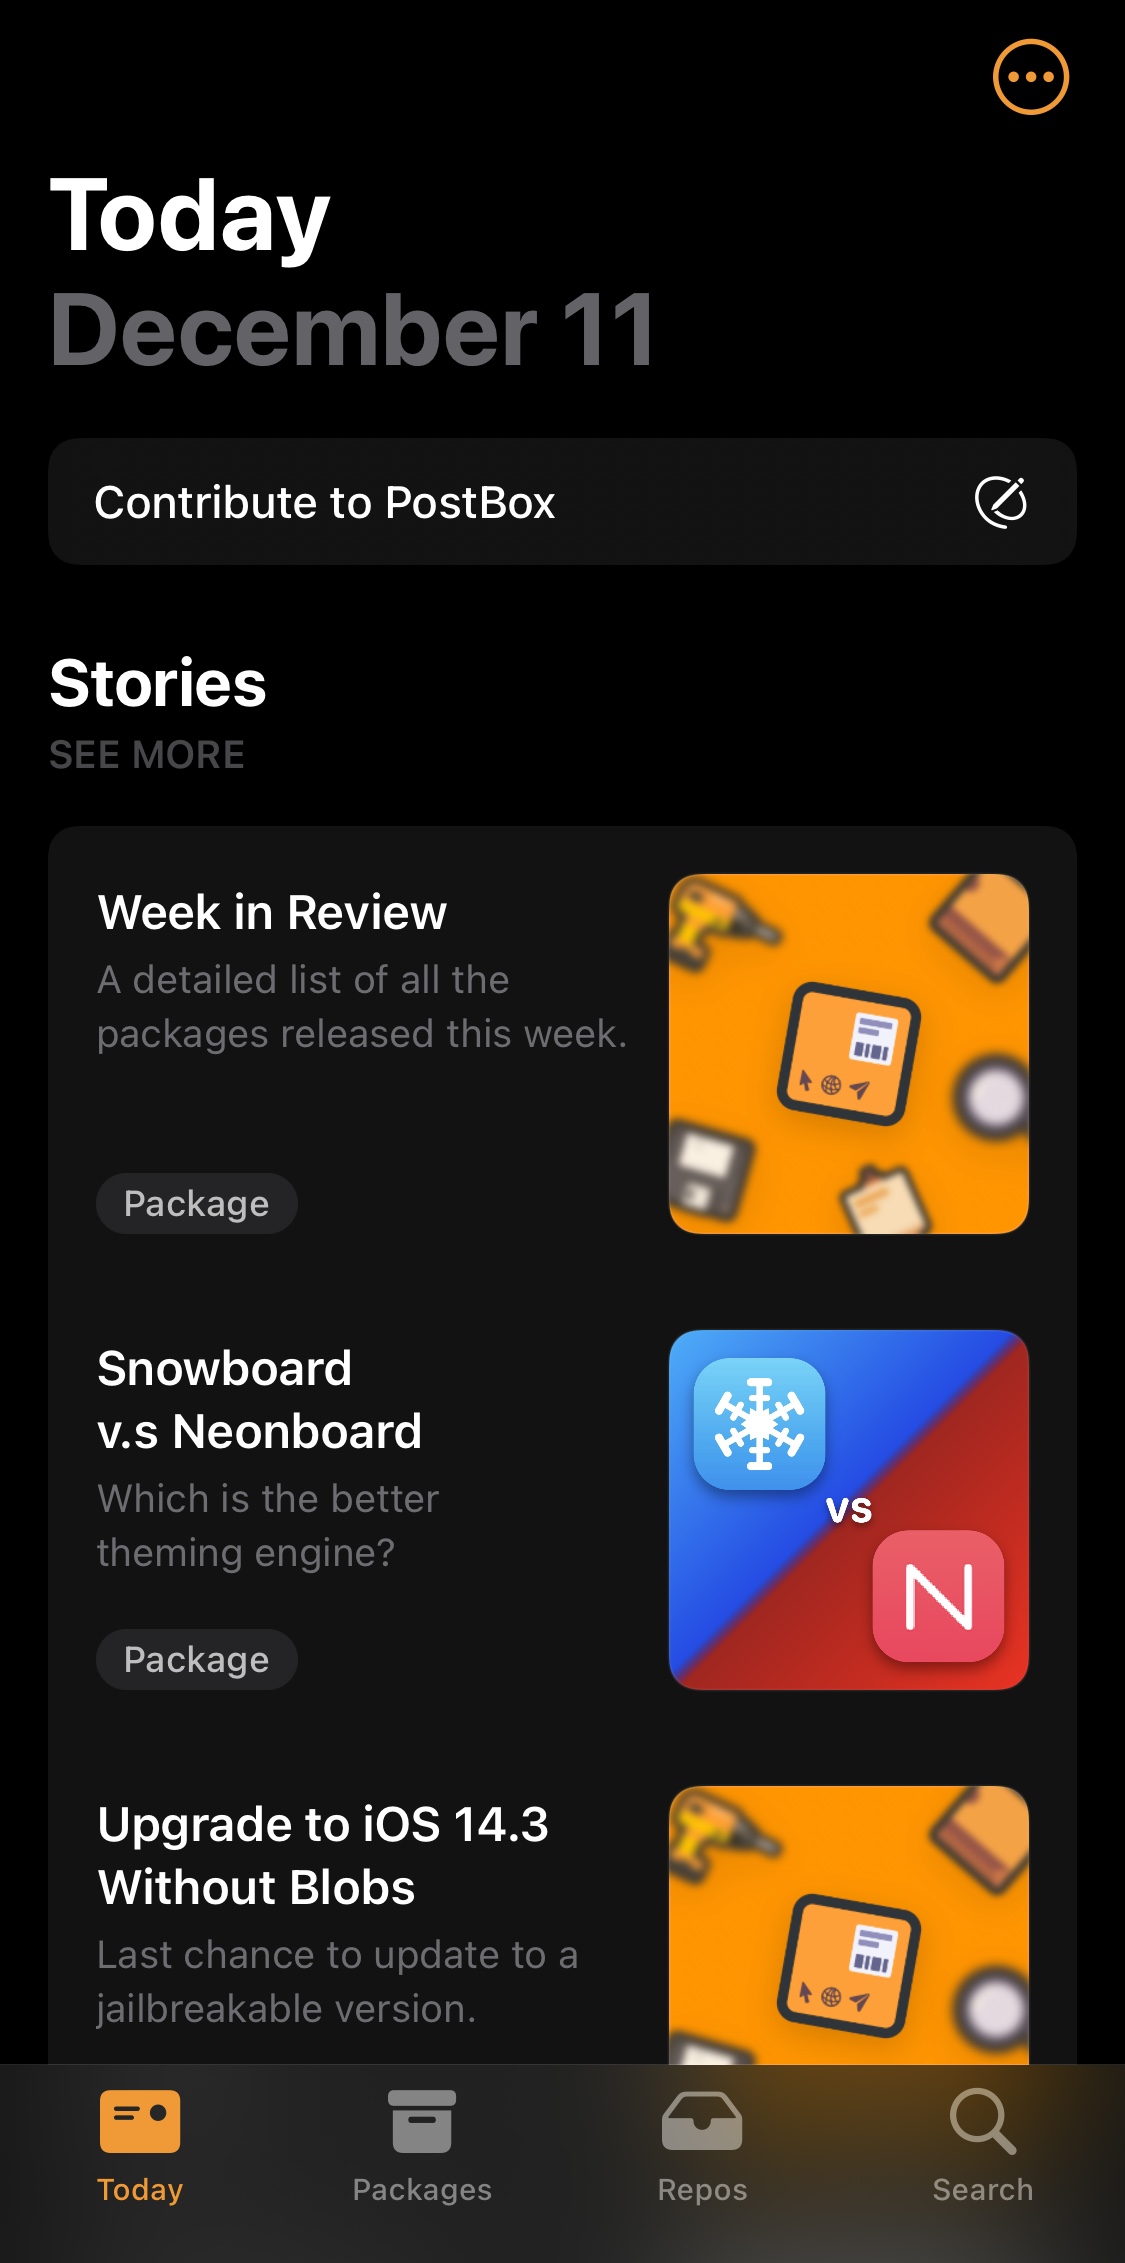 Today
December 11
Contribute to PostBox
Stories
SEE MORE
Week in Review
A detailed list of all the
packages released this week.
Package
Snowboard
v.s Neonboard
Which is the better
theming engine?
Package
VS
N
Upgrade to iOS 14.3
Without Blobs
Last chance to update to a
jailbreakable version.
Today
Packages
Repos
Search